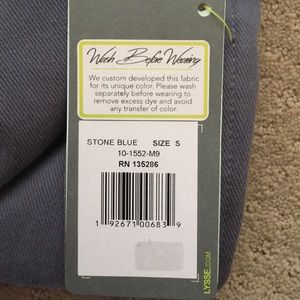 Wash Before Wearing
We custom developed this fabric
for its unique color. Please wash
separately before wearing to
remove excess dye and avoid
any transfer of color.
STONE BLUE SIZE S
10-1552-M9
RN 135286
1 92671 00683 9
LYSSE.COM